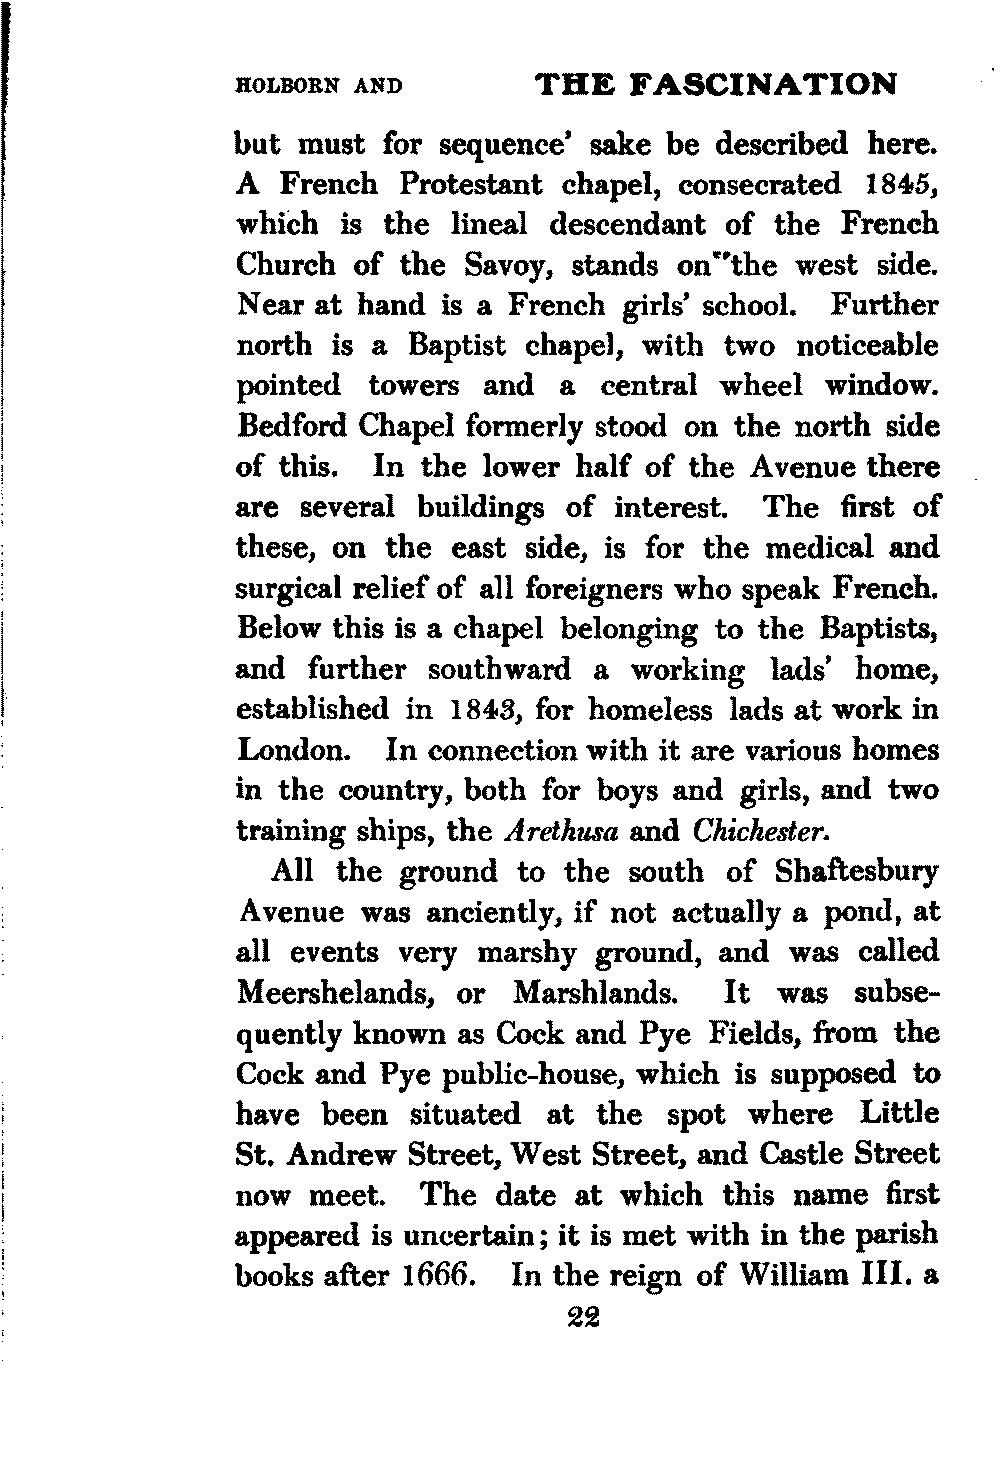 HOLBORN AND THE FASCINATION
but must for sequence' sake be described here.
A French Protestant chapel, consecrated 1845,
which is the lineal descendant of the French
Church of the Savoy, stands on the west side.
Near at hand is a French girls' school. Further
north is a Baptist chapel, with two noticeable
pointed towers and a central wheel window.
Bedford Chapel formerly stood on the north side
of this. In the lower half of the Avenue there
are several buildings of interest. The first of
these, on the east side, is for the medical and
surgical relief of all foreigners who speak French.
Below this is a chapel belonging to the Baptists,
and further southward a working lads' home,
established in 1843, for homeless lads at work in
London. In connection with it are various homes
in the country, both for boys and girls, and two
training ships, the Arethusa and Chichester.
All the ground to the south of Shaftesbury
Avenue was anciently, if not actually a pond, at
all events very marshy ground, and was called
Meershelands, or Marshlands. It was subse-
quently known as Cock and Pye Fields, from the
Cock and Pye public-house, which is supposed to
have been situated at the spot where Little
St. Andrew Street, West Street, and Castle Street
now meet. The date at which this name first
appeared is uncertain; it is met with in the parish
books after 1666. In the reign of William III. a
22